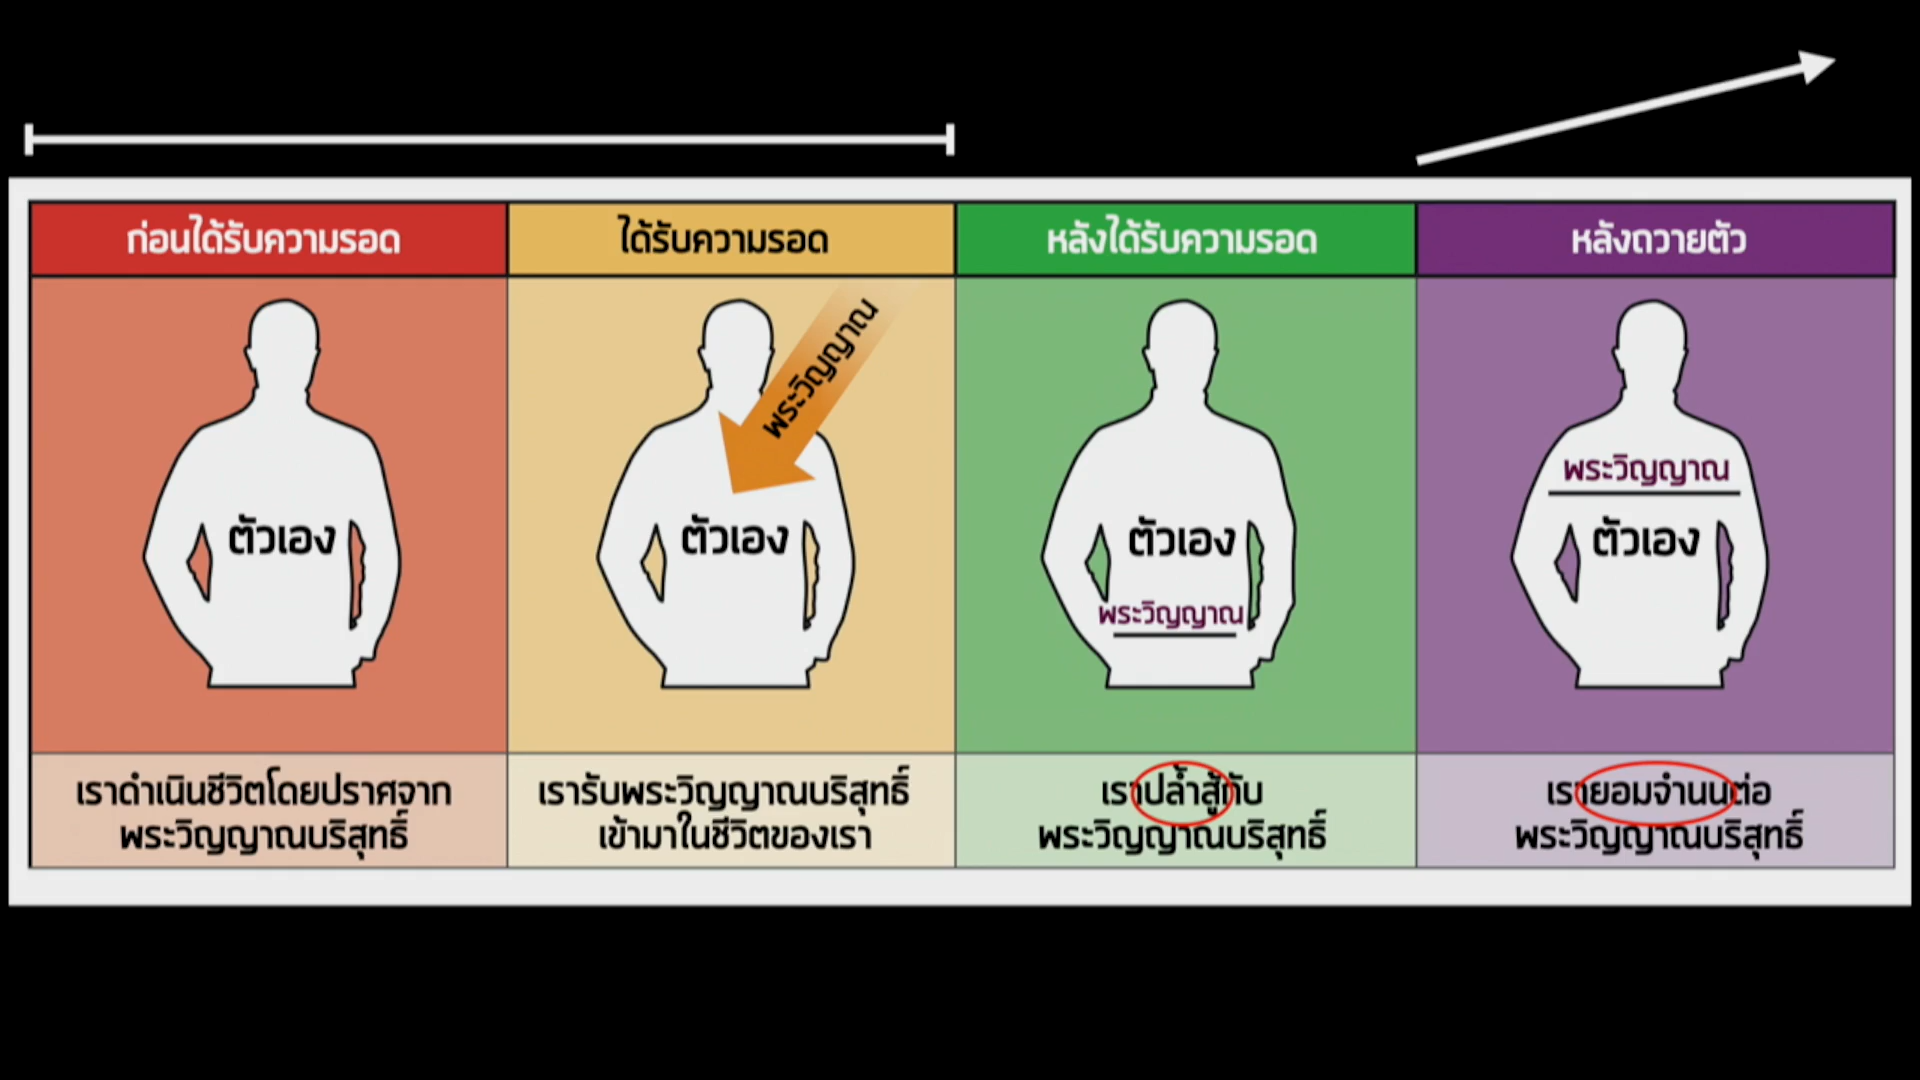 ก่อนได้รับความรอด
ได้รับความรอด
หลังได้รับความรอด
หลังถวายตัว
ตัวเอง
พระวิญญาณ
ตัวเอง
ตัวเอง
พระวิญญาณ
พระวิญญาณ
ตัวเอง
เราดำเนินชีวิตโดยปราศจาก
พระวิญญาณบริสุทธิ์
เรารับพระวิญญาณบริสุทธิ์
เข้ามาในชีวิตของเรา
เราปล้ำสู้กับ
พระวิญญาณบริสุทธิ์
เรายอมจำนนต่อ
พระวิญญาณบริสุทธิ์